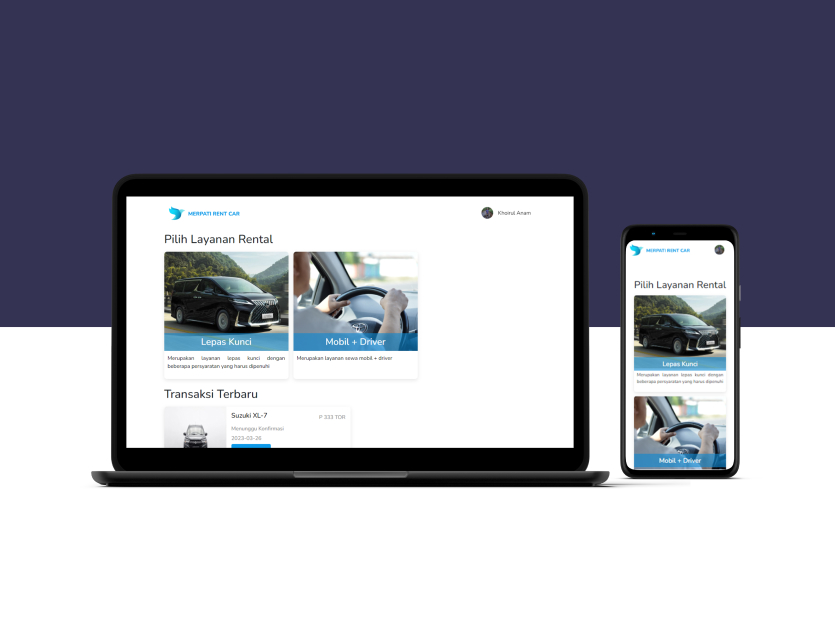 MERPATI RENT CAR
Khoirul Anam
Pilih Layanan Rental
Lepas Kunci
Merupakan layanan lepas kunci dengan
beberapa persyaratan yang harus dipenuhi
Mobil + Driver
Merupakan layanan sewa mobil + driver
Transaksi Terbaru
Suzuki XL-7
P 333 TOR
Menunggu Konfirmasi
2023-03-26
MERPATI RENT CAR
Pilih Layanan Rental
Lepas Kunci
Merupakan layanan lepas kunci dengan
beberapa persyaratan yang harus dipenuhi
Mobil + Driver